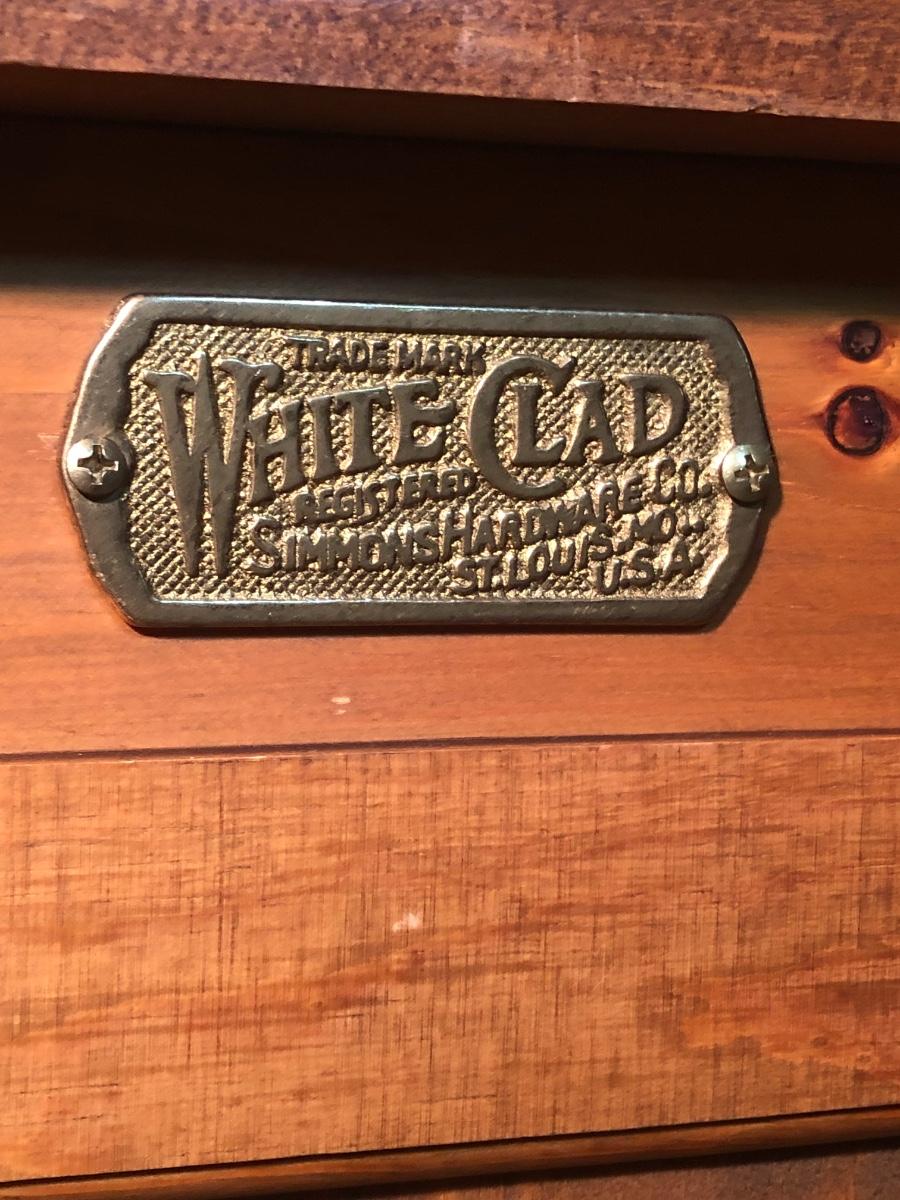 TRADE MARK
WHITE CLAD
REGISTERED
SIMMONS HARDWARE CO.
ST. LOUIS. MO..
U.S.A.